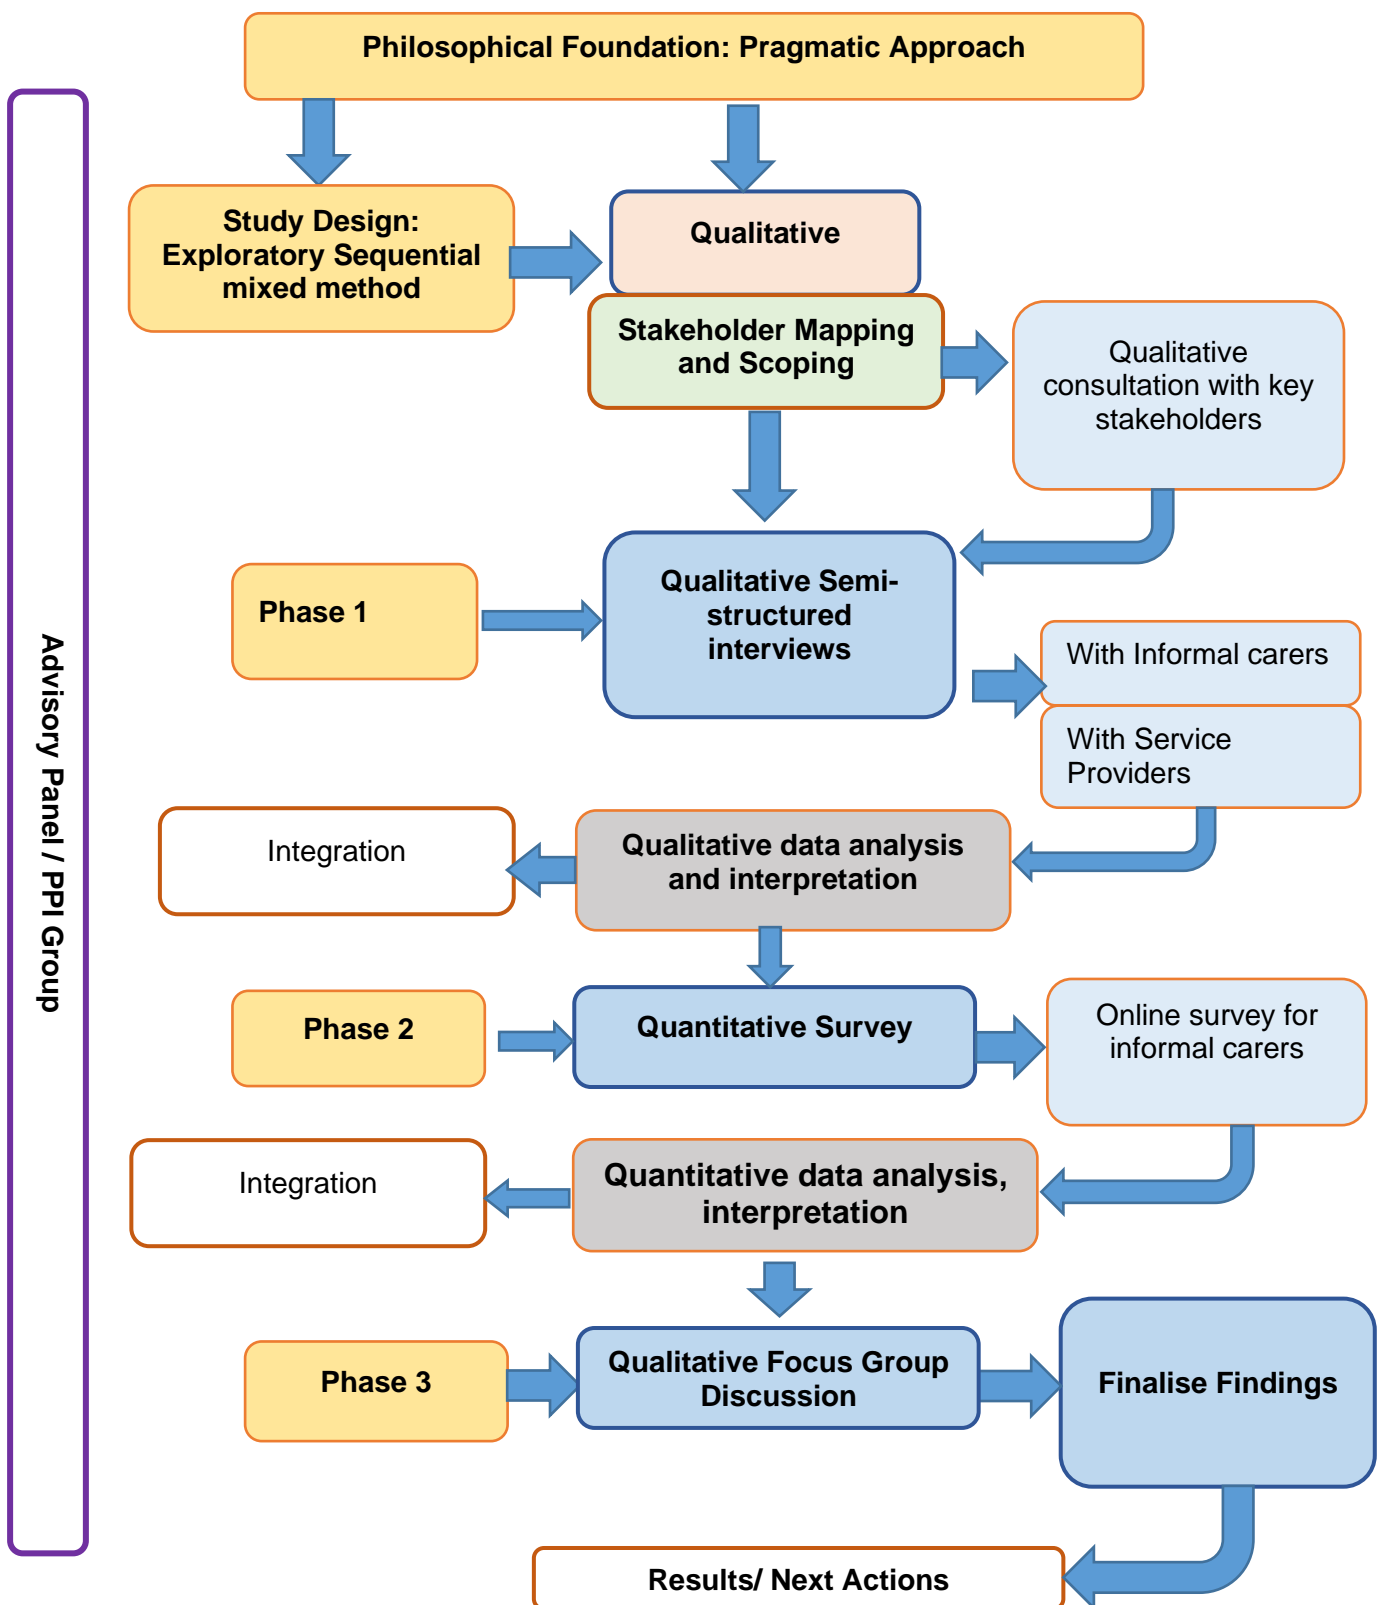 Philosophical Foundation: Pragmatic Approach
Study Design:
Exploratory Sequential
mixed method
Qualitative
Stakeholder Mapping
and Scoping
Qualitative
consultation with key
stakeholders
Advisory Panel / PPI Group
Phase 1
Qualitative Semi-
structured
interviews
With Informal carers
With Service
Providers
Integration
Qualitative data analysis
and interpretation
Phase 2
Quantitative Survey
Online survey for
informal carers
Integration
Quantitative data analysis,
interpretation
Phase 3
Qualitative Focus Group
Discussion
Finalise Findings
Results/ Next Actions